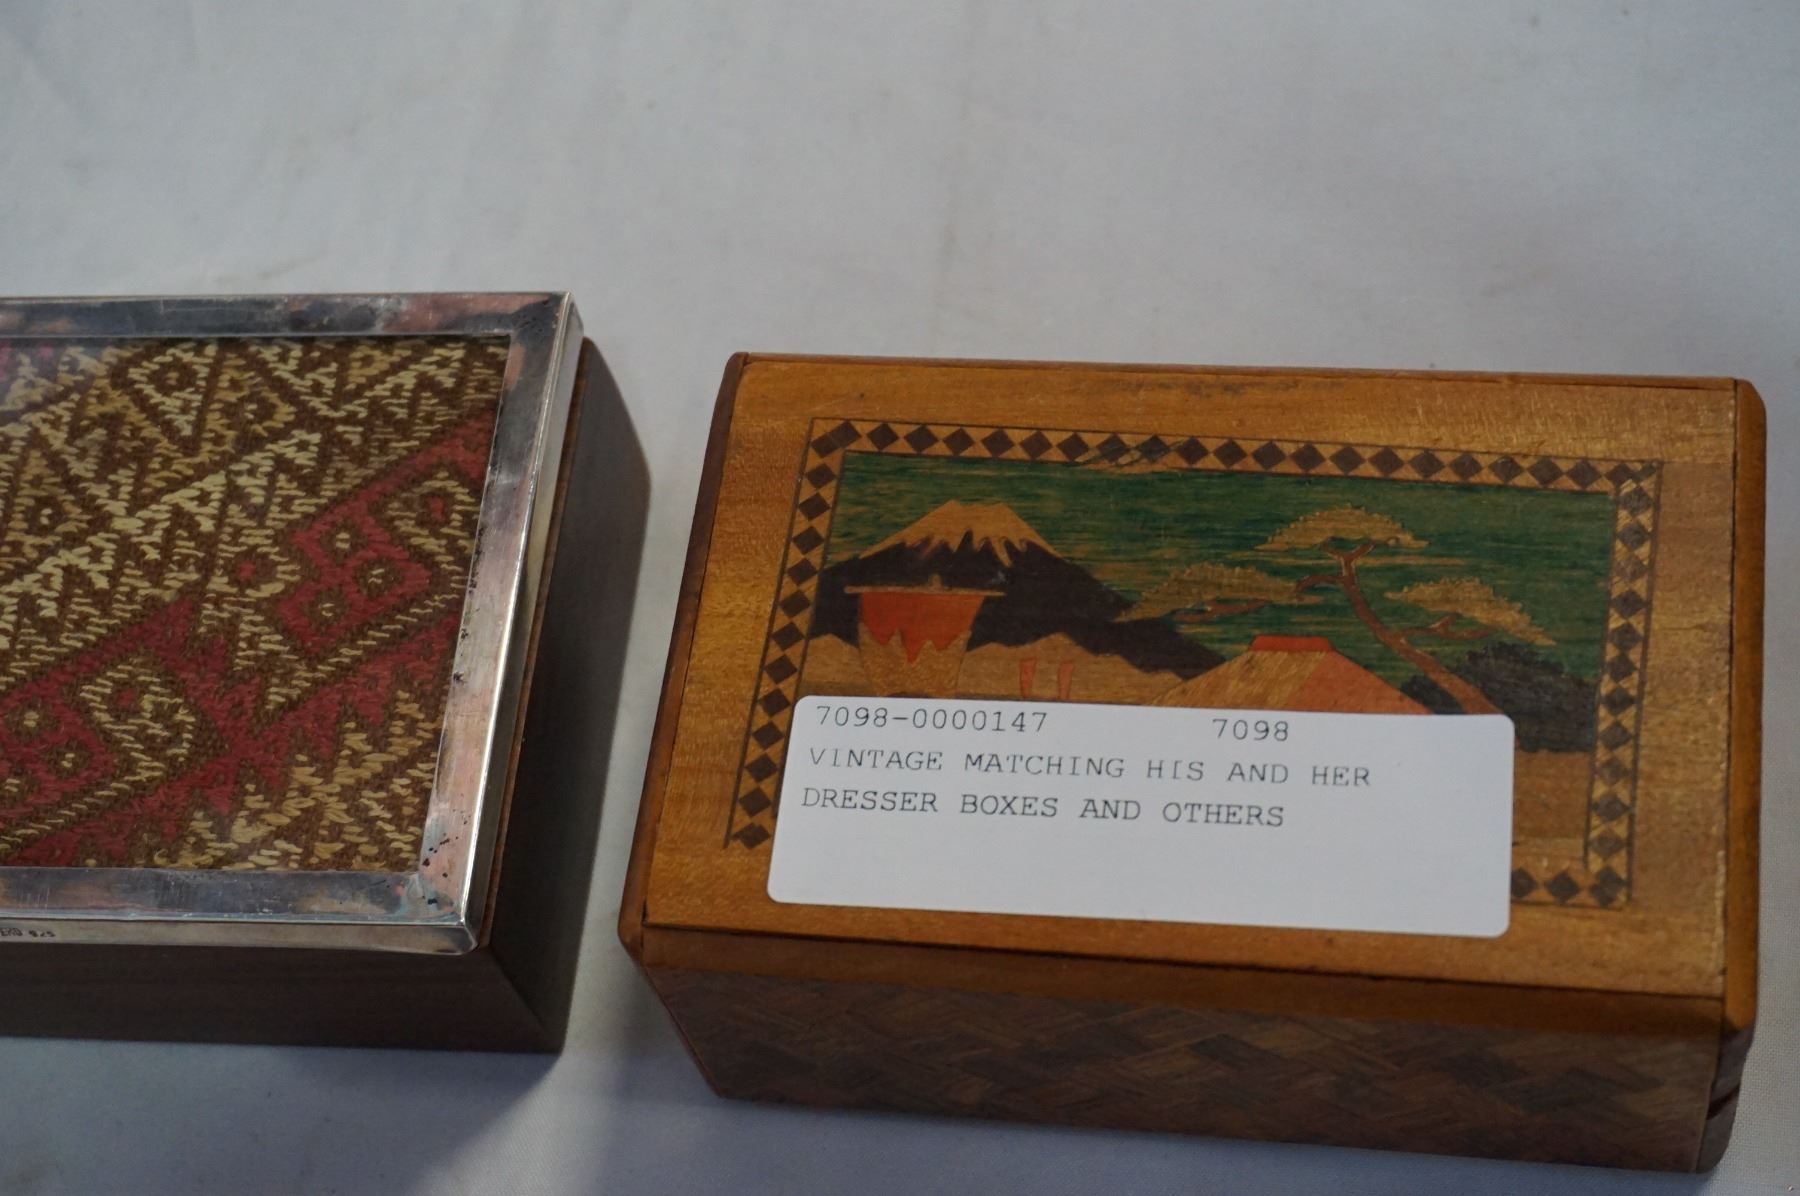 7098-0000147 7098
VINTAGE MATCHING HIS AND HER
DRESSER BOXES AND OTHERS